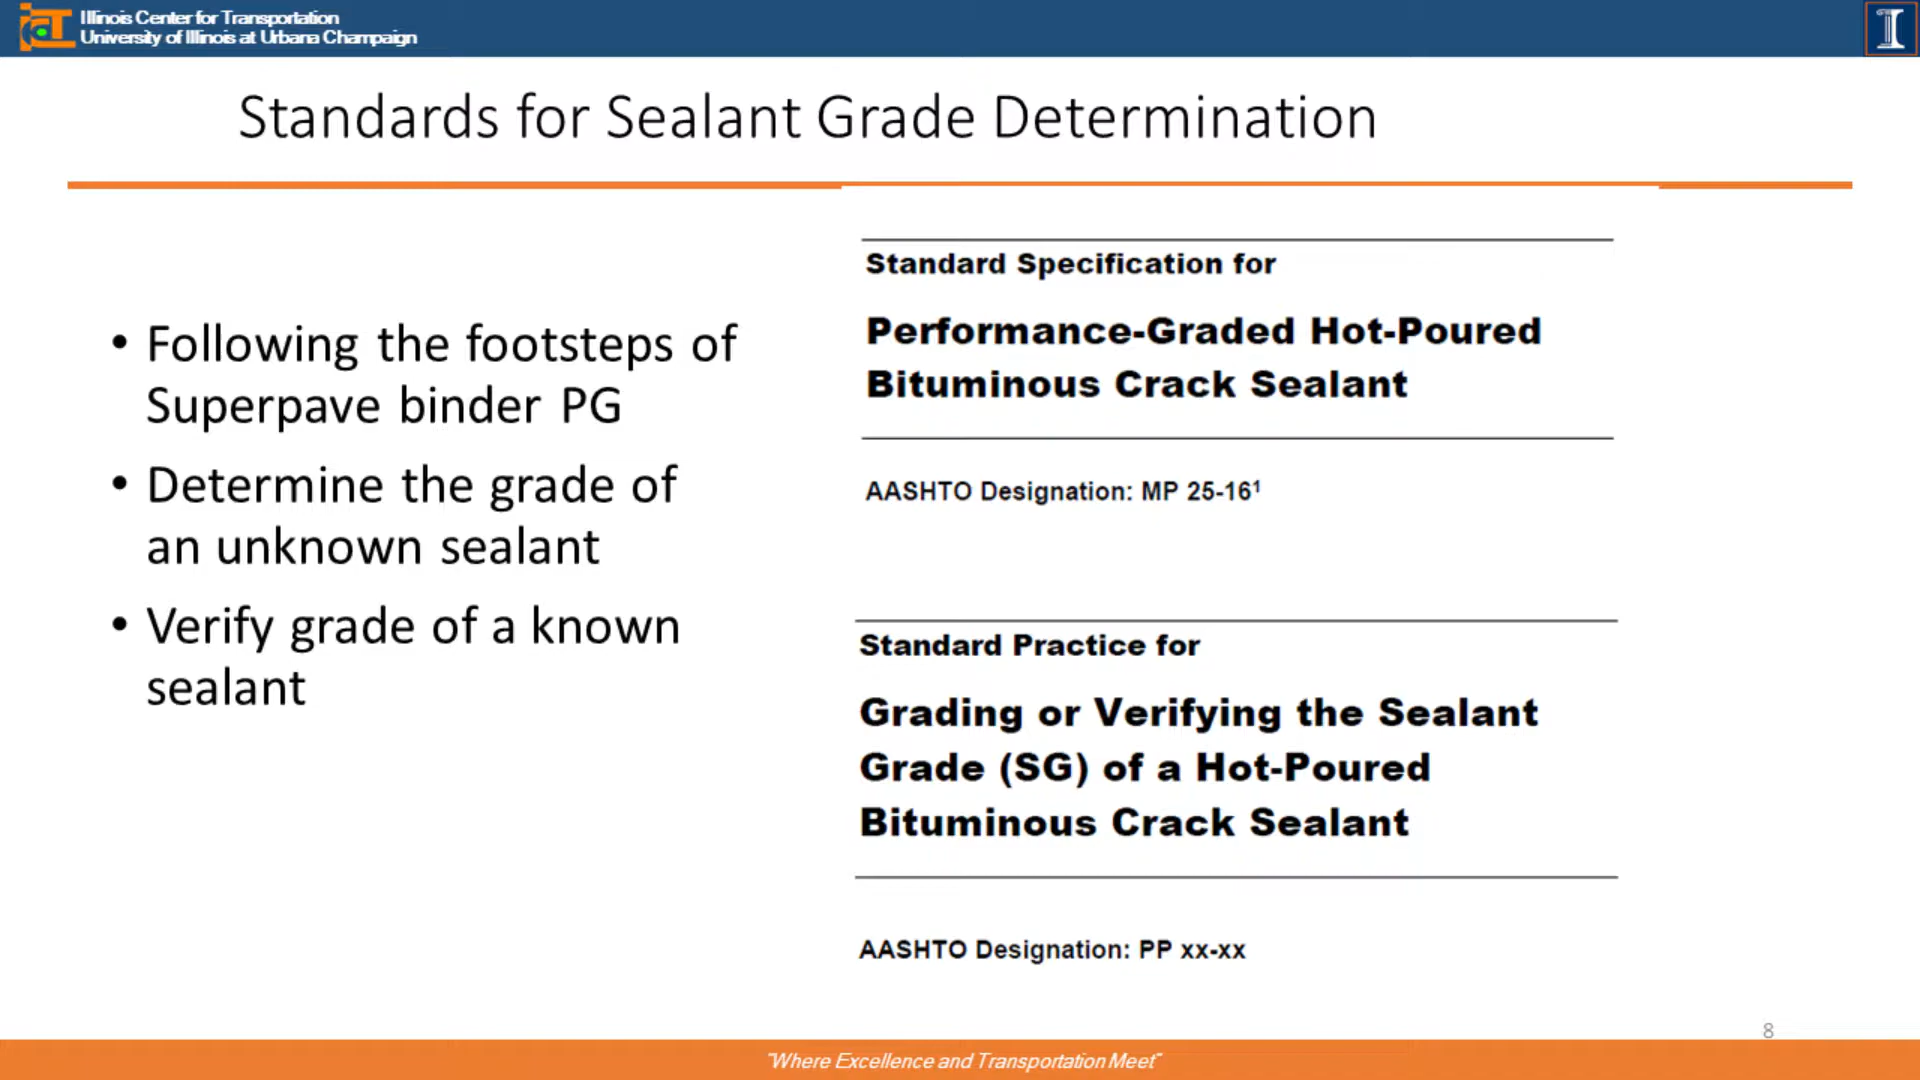 Illinois Center for Transportation
University of Illinois at Urbana Champaign
Standards for Sealant Grade Determination
• Following the footsteps of
Superpave binder PG
• Determine the grade of
an unknown sealant
• Verify grade of a known
sealant
Standard Specification for
Performance-Graded Hot-Poured
Bituminous Crack Sealant
AASHTO Designation: MP 25-16¹
Standard Practice for
Grading or Verifying the Sealant
Grade (SG) of a Hot-Poured
Bituminous Crack Sealant
AASHTO Designation: PP xx-xx
8
"Where Excellence and Transportation Meet"